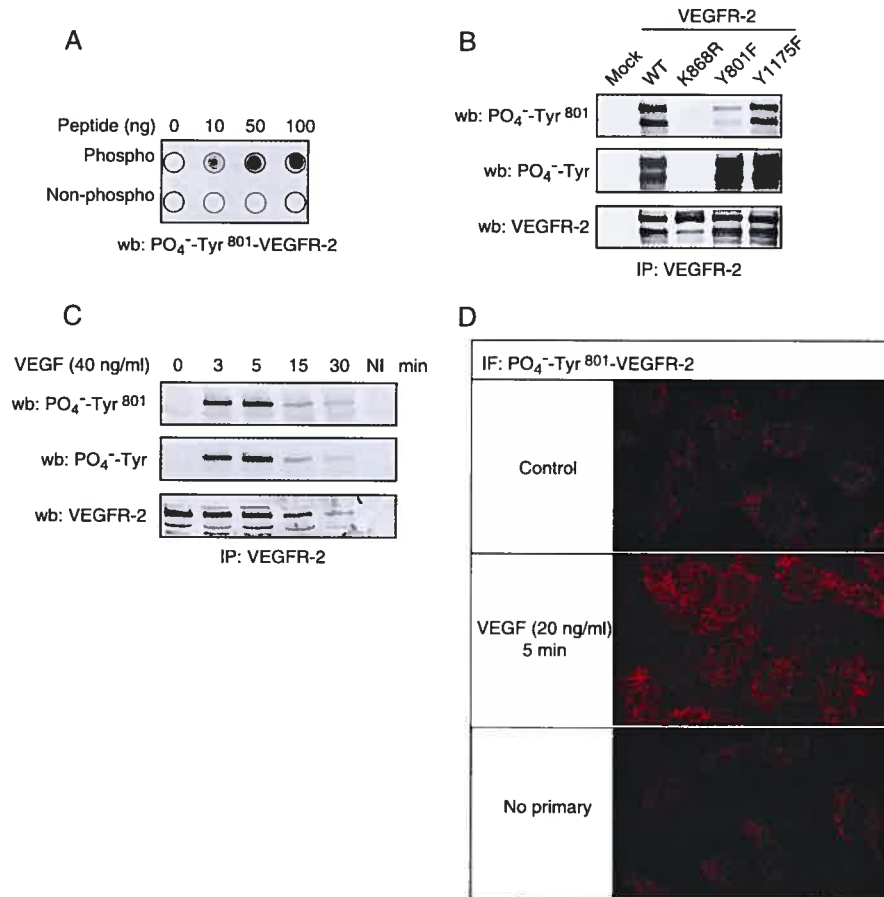 A
Peptide (ng) 0 10 50 100
Phospho
Non-phospho
wb: PO₄⁻-Tyr ⁸⁰¹-VEGFR-2
B
VEGFR-2
Mock WT K868R Y801F Y1175F
wb: PO₄⁻-Tyr ⁸⁰¹
wb: PO₄⁻-Tyr
wb: VEGFR-2
IP: VEGFR-2
C
VEGF (40 ng/ml) 0 3 5 15 30 NI min
wb: PO₄⁻-Tyr ⁸⁰¹
wb: PO₄⁻-Tyr
wb: VEGFR-2
IP: VEGFR-2
D
IF: PO₄⁻-Tyr ⁸⁰¹-VEGFR-2
Control
VEGF (20 ng/ml)
5 min
No primary